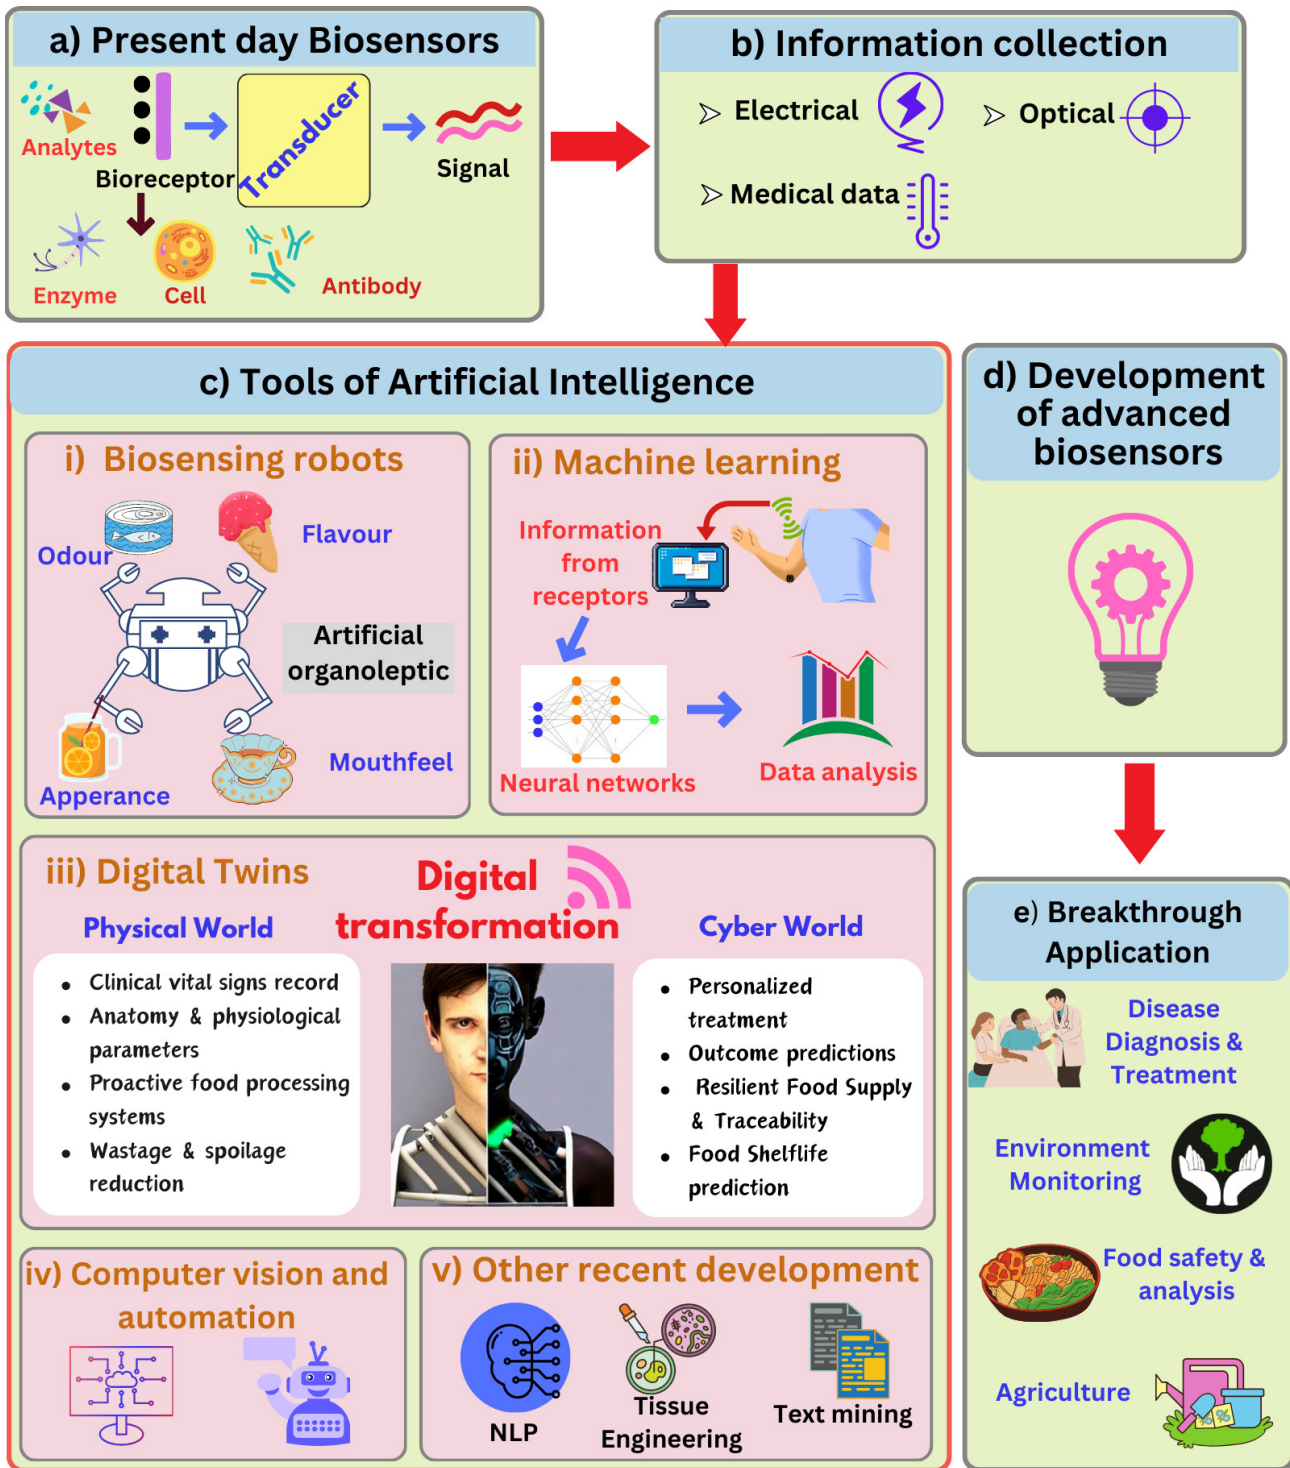 a) Present day Biosensors
Analytes
Bioreceptor
Transducer
Signal
Enzyme
Cell
Antibody
b) Information collection
Electrical
Optical
Medical data
c) Tools of Artificial Intelligence
i) Biosensing robots
Odour
Flavour
Artificial
organoleptic
Apperance
Mouthfeel
ii) Machine learning
Information
from
receptors
Neural networks
Data analysis
iii) Digital Twins
Digital
transformation
Physical World
• Clinical vital signs record
• Anatomy & physiological
parameters
• Proactive food processing
systems
• Wastage & spoilage
reduction
Cyber World
• Personalized
treatment
• Outcome predictions
• Resilient Food Supply
& Traceability
• Food Shelflife
prediction
iv) Computer vision and
automation
v) Other recent development
NLP
Tissue
Engineering
Text mining
d) Development
of advanced
biosensors
e) Breakthrough
Application
Disease
Diagnosis &
Treatment
Environment
Monitoring
Food safety &
analysis
Agriculture
% %